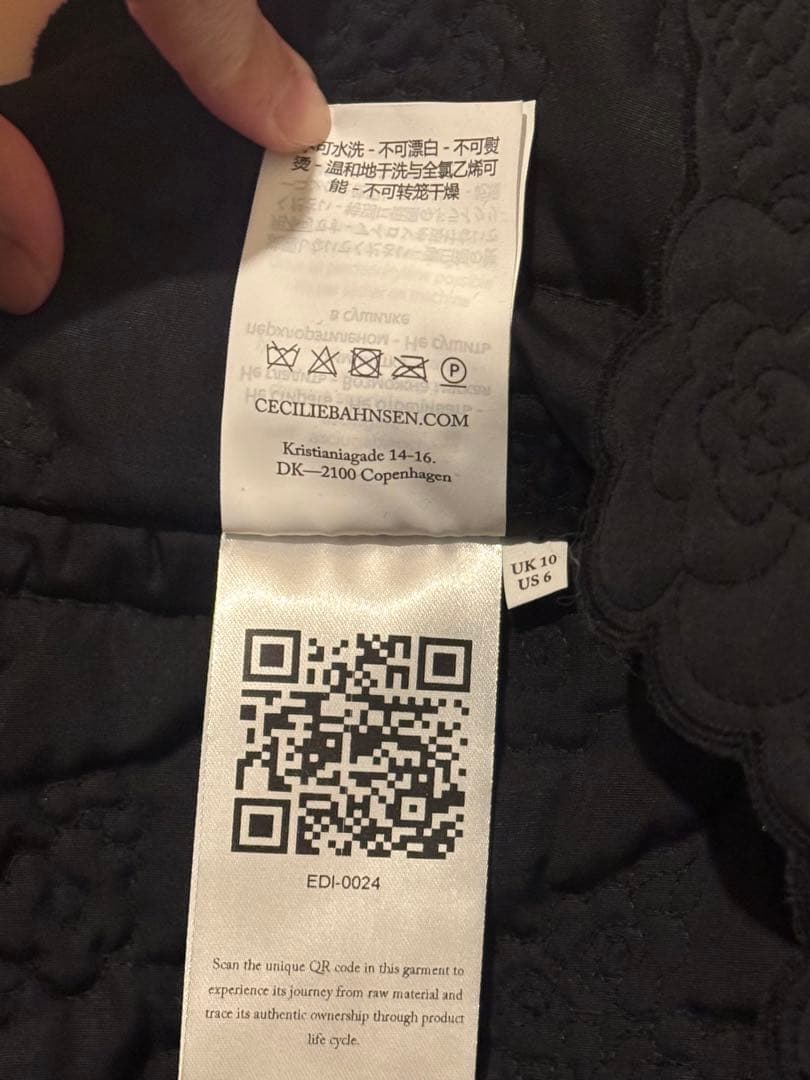 不可水洗 - 不可漂白 - 不可熨
烫 - 温和地干洗与全氯乙烯可
能 - 不可转笼干燥
P
CECILIEBAHNSEN.COM
Kristianiagade 14-16.
DK—2100 Copenhagen
UK 10
US 6
EDI-0024
Scan the unique QR code in this garment to
experience its journey from raw material and
trace its authentic ownership through product
life cycle.